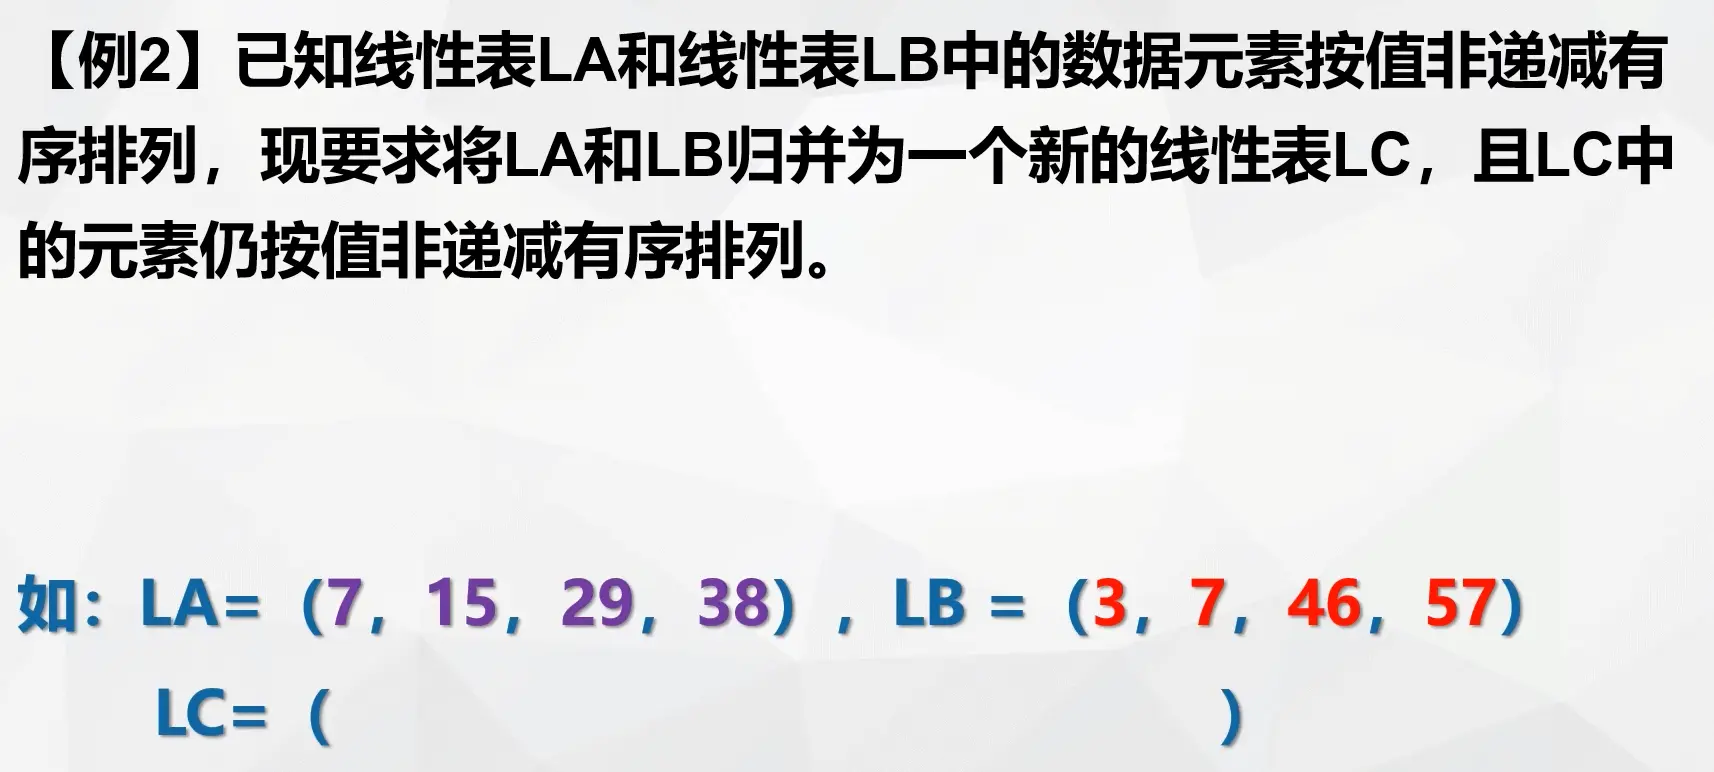 【例2】已知线性表LA和线性表LB中的数据元素按值非递减有
序排列，现要求将LA和LB归并为一个新的线性表LC，且LC中
的元素仍按值非递减有序排列。
如：LA=（7，15，29，38），LB =（3，7，46，57）
LC=（ ）